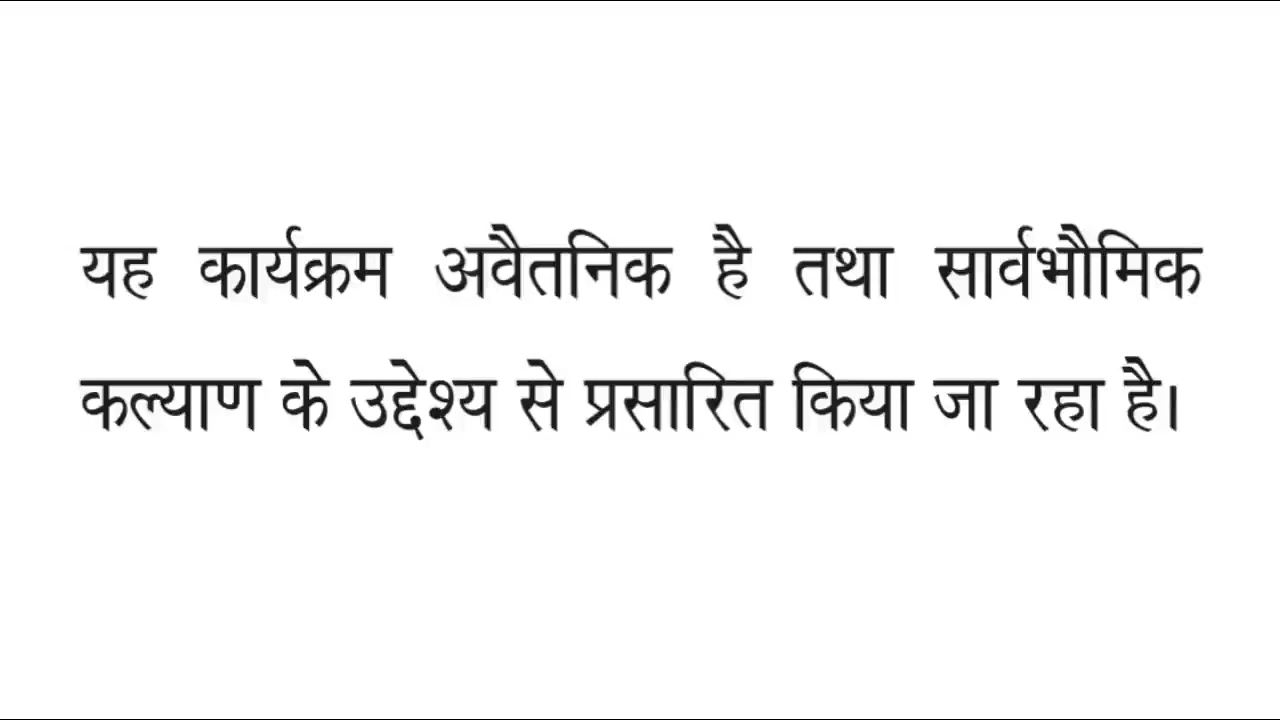 यह कार्यक्रम अवैतनिक है तथा सार्वभौमिक
कल्याण के उद्देश्य से प्रसारित किया जा रहा है।